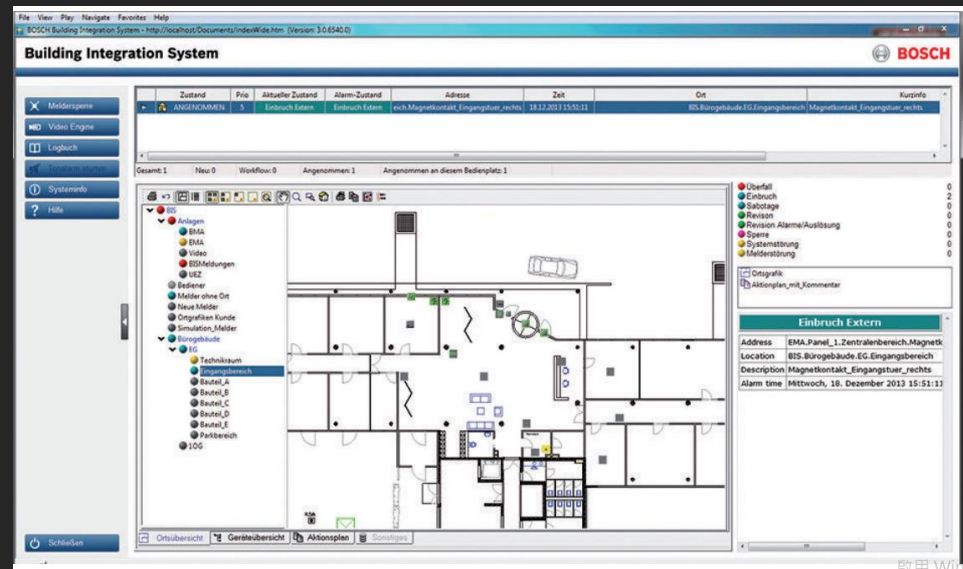 File View Play Navigate Favorites Help
BOSCH Building Integration System - http://localhost/Documents/IndexWide.htm (Version: 3.0.6540.0)
Building Integration System
BOSCH
Meldersperre
Video Engine
Logbuch
Systeminfo
Hilfe
Schließen
Zustand Prio Aktueller Zustand Alarm-Zustand Adresse Zeit Ort Kurzinfo
ANGENOMMEN 5 Einbruch Extern Einbruch Extern eich.Magnetkontakt_Eingangstuer_rechts 18.12.2013 15:51:11 BIS.Bürogebäude.EG.Eingangsbereich Magnetkontakt_Eingangstuer_rechts
Gesamt: 1 Neu: 0 Workflow: 0 Angenommen: 1 Angenommen an diesem Bedienplatz: 1
BIS
Anlagen
BMA
EMA
Video
BISMeldungen
UEZ
Bediener
Melder ohne Ort
Neue Melder
Ortgrafiken Kunde
Simulation_Melder
Bürogebäude
EG
Technikraum
Eingangsbereich
Bauteil_A
Bauteil_B
Bauteil_C
Bauteil_D
Bauteil_E
Parkbereich
1OG
Ortsübersicht Geräteübersicht Aktionsplan Sonstiges
Überfall 0
Einbruch 2
Sabotage 0
Revison 0
Revision Alarme/Auslösung 0
Sperre 0
Systemstörung 0
Melderstörung 0
Ortsgrafik
Aktionplan_mit_Kommentar
Einbruch Extern
Address EMA.Panel_1.Zentralenbereich.Magnetk
Location BIS.Bürogebäude.EG.Eingangsbereich
Description Magnetkontakt_Eingangstuer_rechts
Alarm time Mittwoch, 18. Dezember 2013 15:51:11
啟用 Win